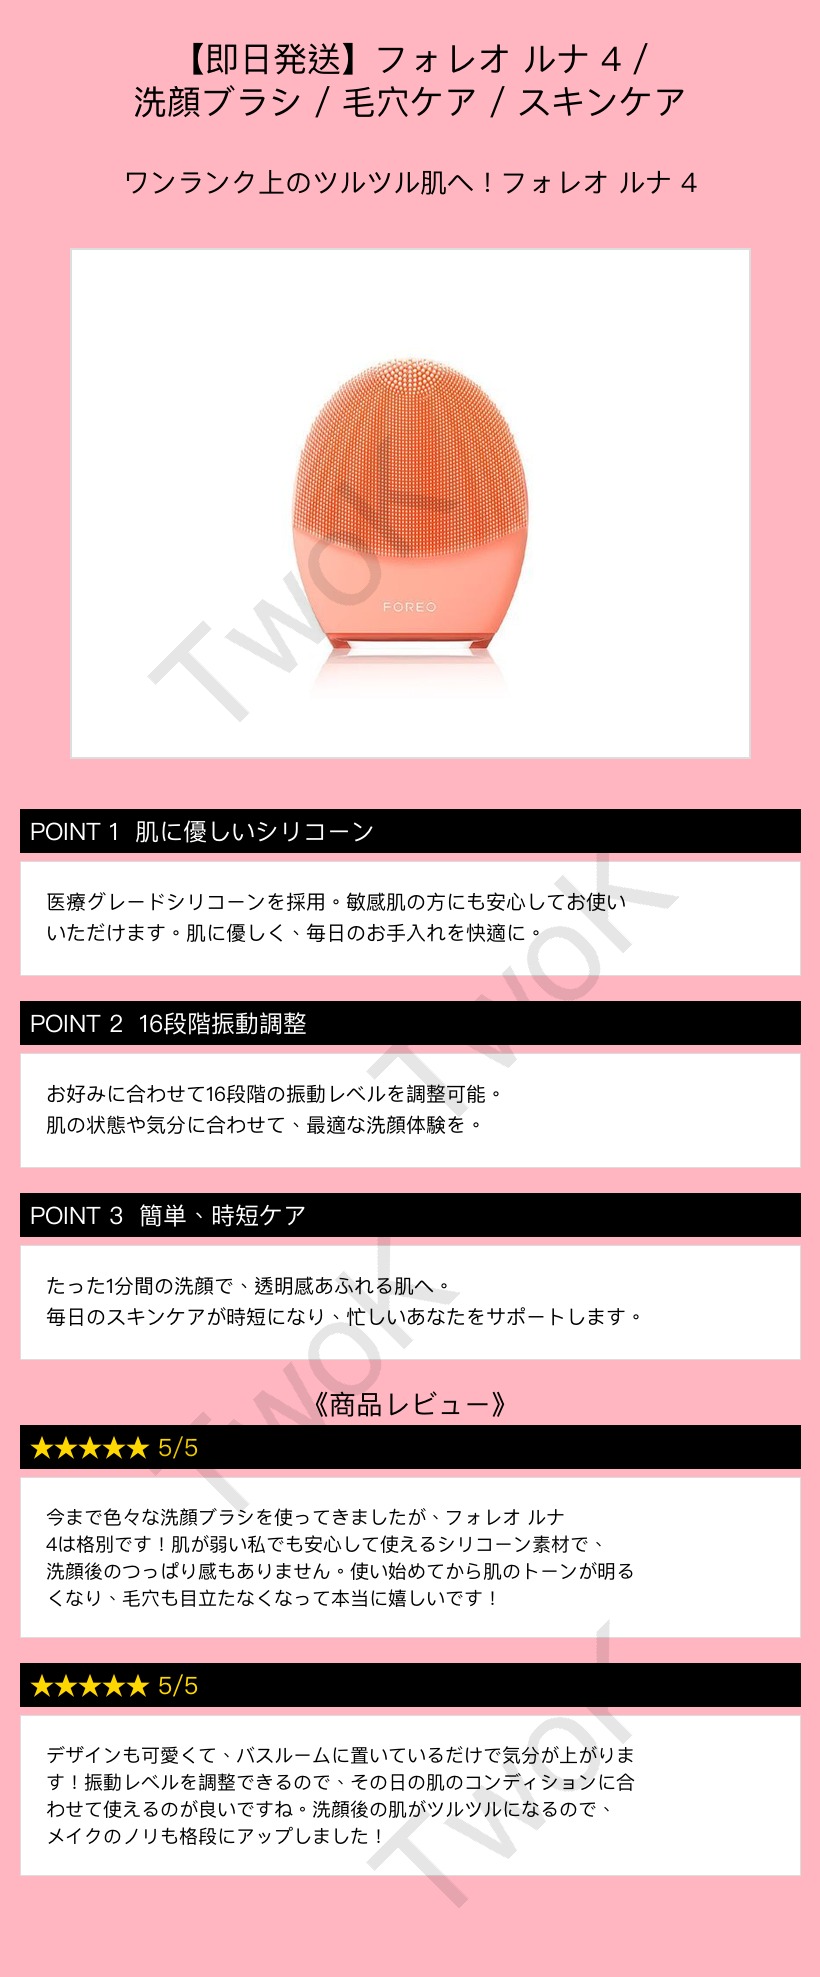 【即日発送】フォレオ ルナ 4 /
洗顔ブラシ / 毛穴ケア / スキンケア
ワンランク上のツルツル肌へ！フォレオ ルナ 4
FOREO
TwoK
POINT 1 肌に優しいシリコーン
医療グレードシリコーンを採用。敏感肌の方にも安心してお使い
いただけます。肌に優しく、毎日のお手入れを快適に。
TwoK
POINT 2 16段階振動調整
お好みに合わせて16段階の振動レベルを調整可能。
肌の状態や気分に合わせて、最適な洗顔体験を。
POINT 3 簡単、時短ケア
たった1分間の洗顔で、透明感あふれる肌へ。
毎日のスキンケアが時短になり、忙しいあなたをサポートします。
TwoK
《商品レビュー》
★★★★★ 5/5
今まで色々な洗顔ブラシを使ってきましたが、フォレオ ルナ
4は格別です！肌が弱い私でも安心して使えるシリコーン素材で、
洗顔後のつっぱり感もありません。使い始めてから肌のトーンが明る
くなり、毛穴も目立たなくなって本当に嬉しいです！
★★★★★ 5/5
デザインも可愛くて、バスルームに置いているだけで気分が上がりま
す！振動レベルを調整できるので、その日の肌のコンディションに合
わせて使えるのが良いですね。洗顔後の肌がツルツルになるので、
メイクのノリも格段にアップしました！
TwoK